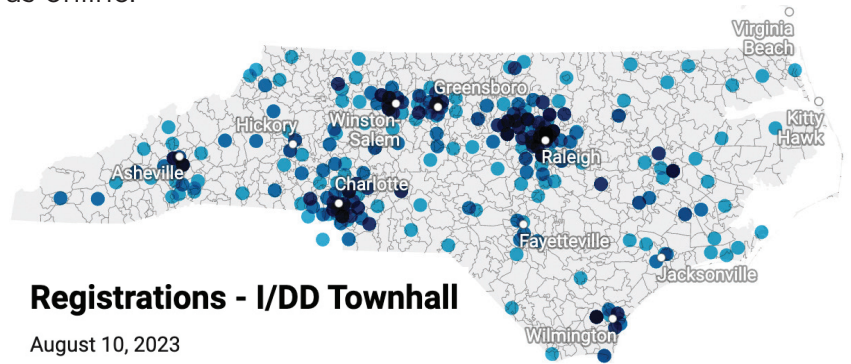 Virginia
Beach
Greensboro
Kitty
Hawk
Winston-
Salem
Hickory
Raleigh
Asheville
Charlotte
Fayetteville
Jacksonville
Registrations - I/DD Townhall
Wilmington
August 10, 2023